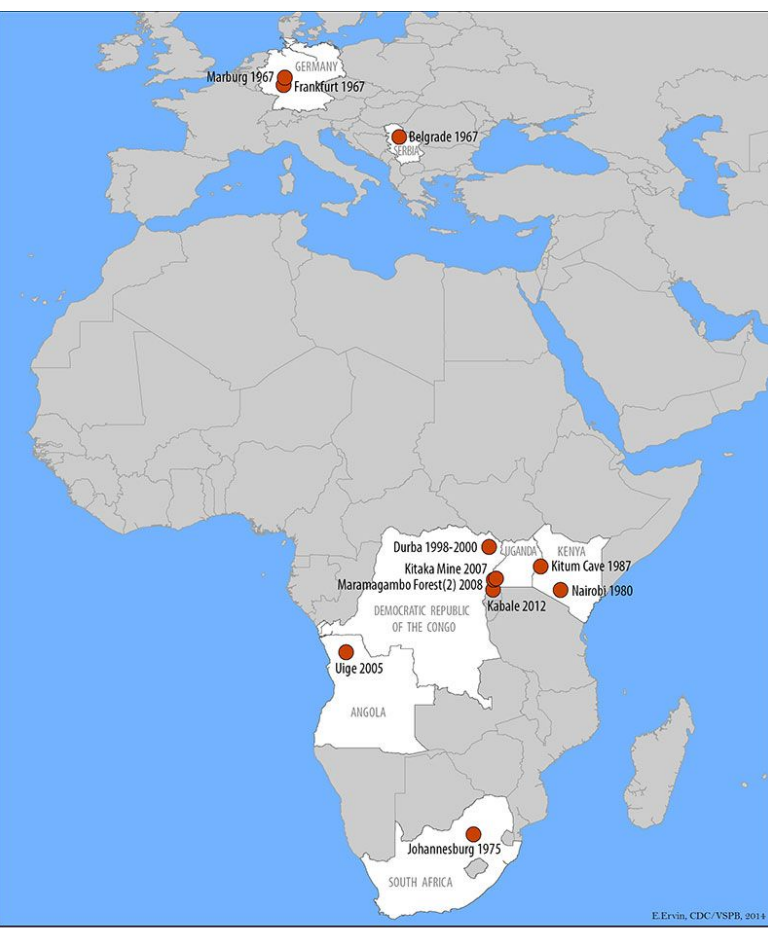 GERMANY
Marburg 1967
Frankfurt 1967
Belgrade 1967
SERBIA
Durba 1998-2000
UGANDA
KENYA
Kitum Cave 1987
Kitaka Mine 2007
Maramagambo Forest(2) 2008
Nairobi 1980
Kabale 2012
DEMOCRATIC REPUBLIC
OF THE CONGO
Uige 2005
ANGOLA
Johannesburg 1975
SOUTH AFRICA
E.Ervin, CDC/VSPB, 2014